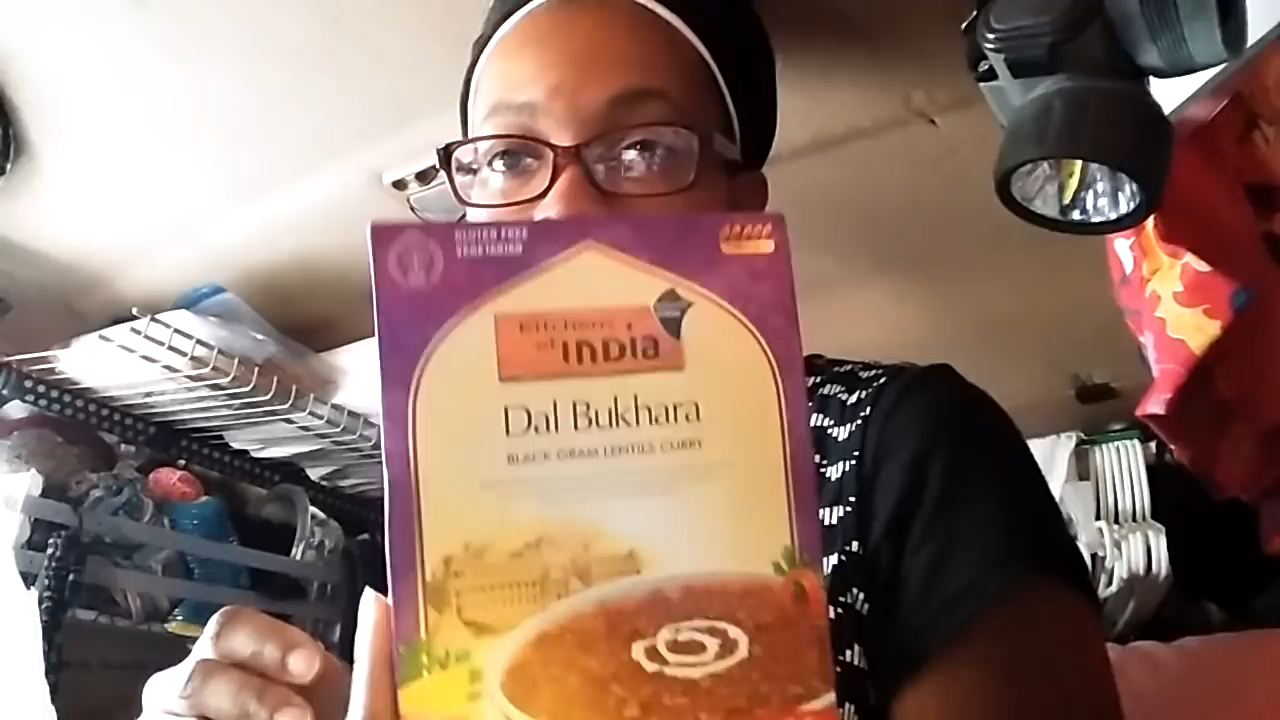 GLUTEN FREE
VEGETARIAN
Kitchens
of INDIA
Dal Bukhara
BLACK GRAM LENTILS CURRY